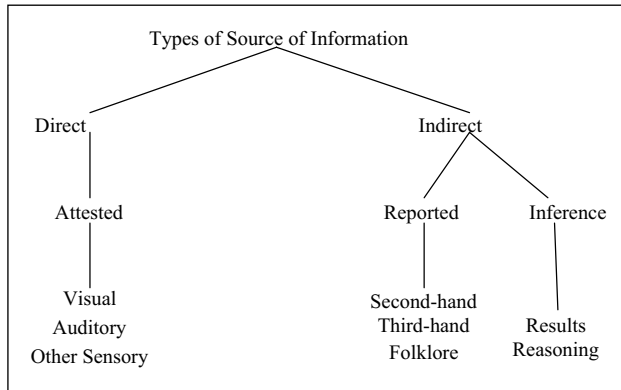 Types of Source of Information
Direct
Indirect
Attested
Reported
Inference
Visual
Auditory
Other Sensory
Second-hand
Third-hand
Folklore
Results
Reasoning